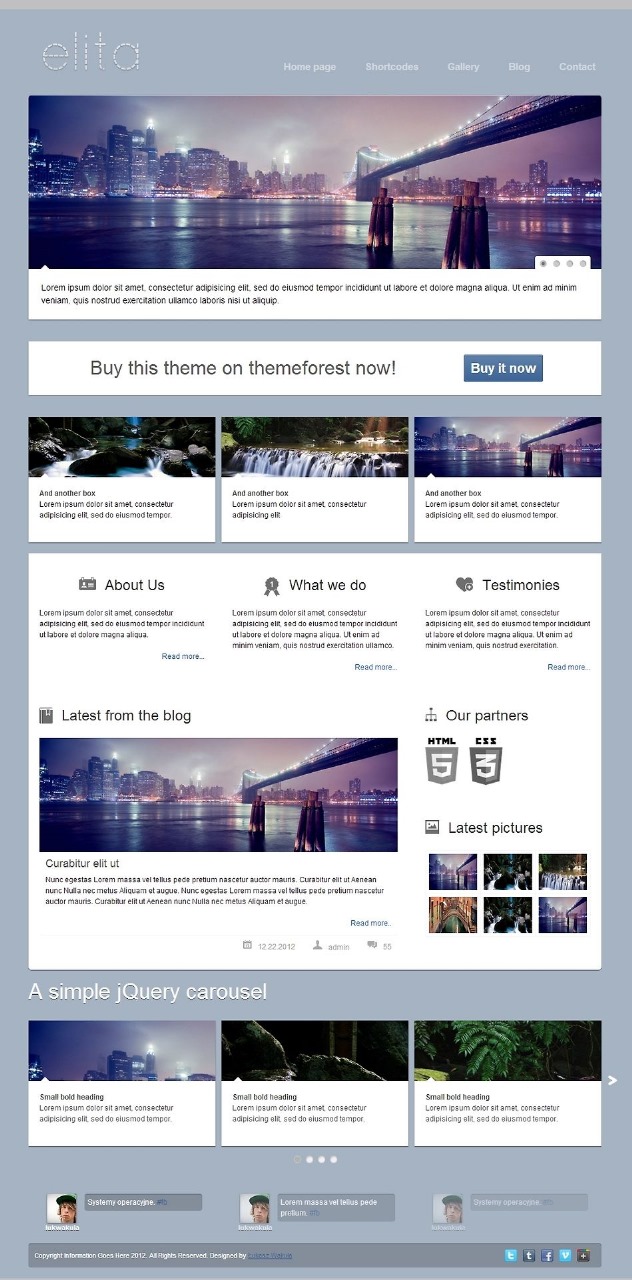 elita
Home page Shortcodes Gallery Blog Contact
Lorem ipsum dolor sit amet, consectetur adipisicing elit, sed do eiusmod tempor incididunt ut labore et dolore magna aliqua. Ut enim ad minim
veniam, quis nostrud exercitation ullamco laboris nisi ut aliquip.
Buy this theme on themeforest now!
Buy it now
And another box
Lorem ipsum dolor sit amet, consectetur
adipisicing elit, sed do eiusmod tempor.
And another box
Lorem ipsum dolor sit amet, consectetur
adipisicing elit
And another box
Lorem ipsum dolor sit amet, consectetur
adipisicing elit, sed do eiusmod tempor.
About Us
Lorem ipsum dolor sit amet, consectetur
adipisicing elit, sed do eiusmod tempor incididunt
ut labore et dolore magna aliqua.
Read more...
What we do
Lorem ipsum dolor sit amet, consectetur
adipisicing elit, sed do eiusmod tempor incididunt
ut labore et dolore magna aliqua. Ut enim ad
minim veniam, quis nostrud exercitation ullamco.
Read more...
Testimonies
Lorem ipsum dolor sit amet, consectetur
adipisicing elit, sed do eiusmod tempor incididunt
ut labore et dolore magna aliqua. Ut enim ad
minim veniam, quis nostrud exercitation.
Read more...
Latest from the blog
Curabitur elit ut
Nunc egestas Lorem massa vel tellus pede pretium nascetur auctor mauris. Curabitur elit ut Aenean
nunc Nulla nec metus Aliquam et augue. Nunc egestas Lorem massa vel tellus pede pretium nascetur
auctor mauris. Curabitur elit ut Aenean nunc Nulla nec metus Aliquam et augue.
Read more..
12.22.2012 admin 55
Our partners
HTML CSS
5 3
Latest pictures
A simple jQuery carousel
Small bold heading
Lorem ipsum dolor sit amet, consectetur
adipisicing elit, sed do eiusmod tempor.
Small bold heading
Lorem ipsum dolor sit amet, consectetur
adipisicing elit, sed do eiusmod tempor.
Small bold heading
Lorem ipsum dolor sit amet, consectetur
adipisicing elit, sed do eiusmod tempor.
Systemy operacyjne. #fb
lukwakula
Lorem massa vel tellus pede
pretium. #fb
lukwakula
Systemy operacyjne. #fb
lukwakula
Copyright Information Goes Here 2012. All Rights Reserved. Designed by